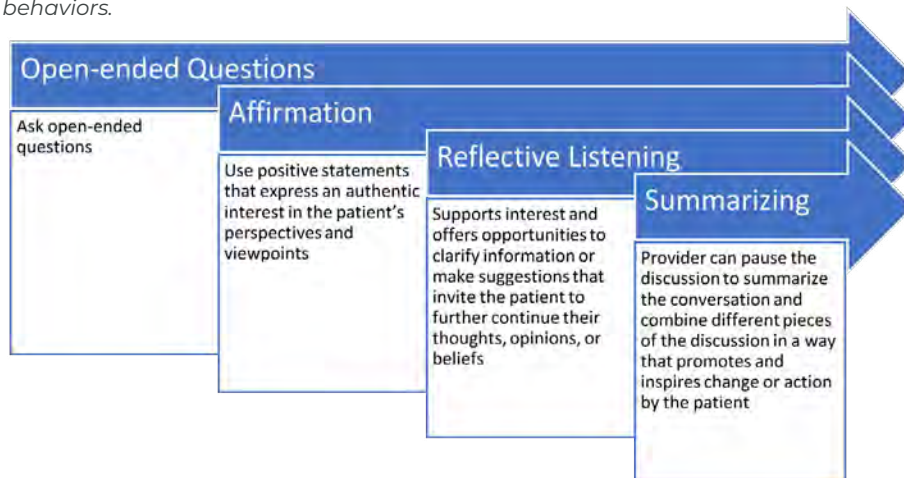 behaviors.
Open-ended Questions
Ask open-ended
questions
Affirmation
Use positive statements
that express an authentic
interest in the patient's
perspectives and
viewpoints
Reflective Listening
Supports interest and
offers opportunities to
clarify information or
make suggestions that
invite the patient to
further continue their
thoughts, opinions, or
beliefs
Summarizing
Provider can pause the
discussion to summarize
the conversation and
combine different pieces
of the discussion in a way
that promotes and
inspires change or action
by the patient